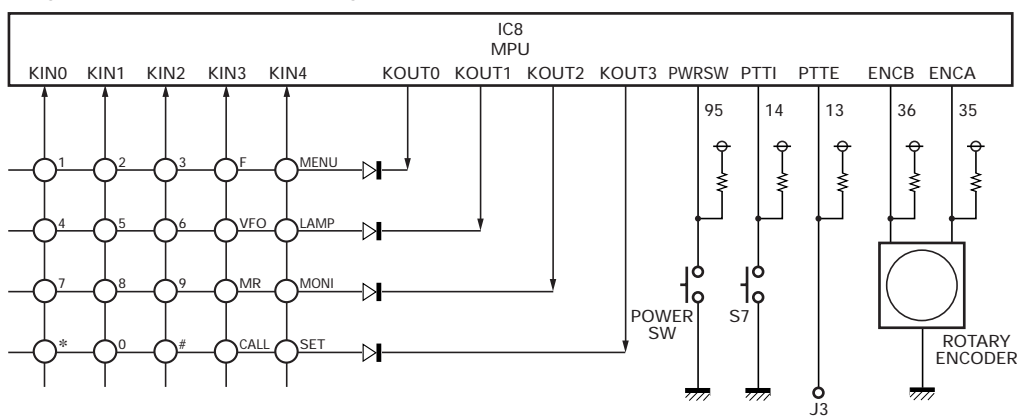 IC8
MPU
KIN0 KIN1 KIN2 KIN3 KIN4 KOUT0 KOUT1 KOUT2 KOUT3 PWRSW PTTI PTTE ENCB ENCA
95 14 13 36 35
1 2 3 F MENU
4 5 6 VFO LAMP
7 8 9 MR MONI
POWER SW
S7
* 0 # CALL SET
ROTARY ENCODER
J3